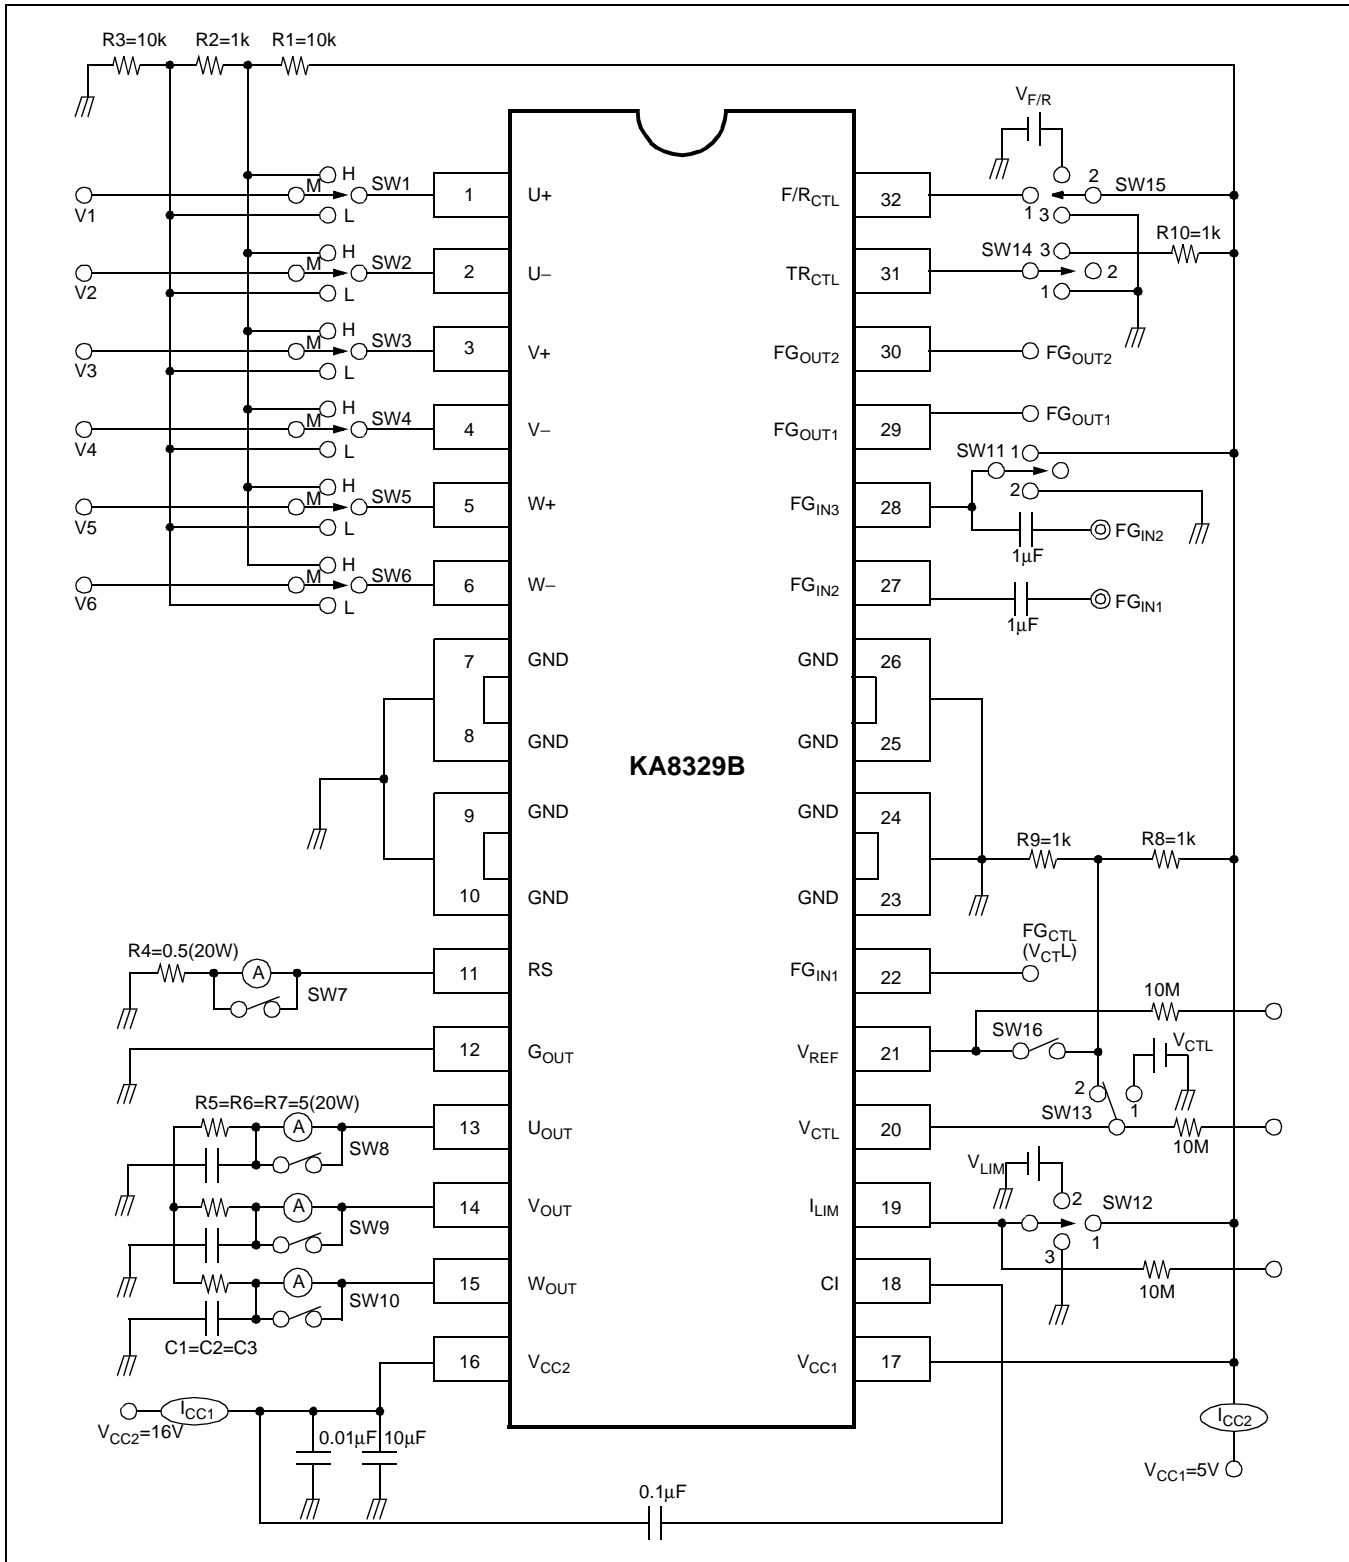 R3=10k R2=1k R1=10k
VF/R
H
M
SW1
L
V1
1
U+
F/RCTL
32
1
2
3
SW15
H
M
SW2
L
V2
2
U−
TRCTL
31
SW14
3
2
1
R10=1k
H
M
SW3
L
V3
3
V+
FGOUT2
30
FGOUT2
H
M
SW4
L
V4
4
V−
FGOUT1
29
FGOUT1
H
M
SW5
L
V5
5
W+
FGIN3
28
SW11
1
2
1μF
FGIN2
H
M
SW6
L
V6
6
W−
FGIN2
27
1μF
FGIN1
7
GND
GND
26
8
GND
GND
25
KA8329B
9
GND
GND
24
10
GND
GND
23
R9=1k
R8=1k
R4=0.5(20W)
A
SW7
11
RS
FGIN1
22
FGCTL
(VCTL)
12
GOUT
VREF
21
SW16
10M
VCTL
R5=R6=R7=5(20W)
A
SW8
13
UOUT
VCTL
20
SW13
2
1
10M
A
SW9
14
VOUT
ILIM
19
VLIM
2
SW12
1
3
10M
A
SW10
C1=C2=C3
15
WOUT
CI
18
16
VCC2
VCC1
17
ICC1
VCC2=16V
0.01μF
10μF
0.1μF
ICC2
VCC1=5V